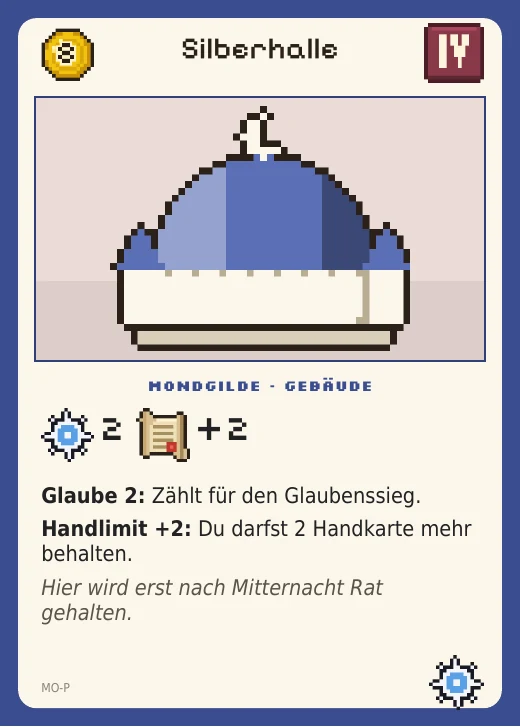 8
Silberhalle
IV
MONDGILDE · GEBÄUDE
2 +2
Glaube 2: Zählt für den Glaubenssieg.
Handlimit +2: Du darfst 2 Handkarte mehr
behalten.
Hier wird erst nach Mitternacht Rat
gehalten.
MO-P